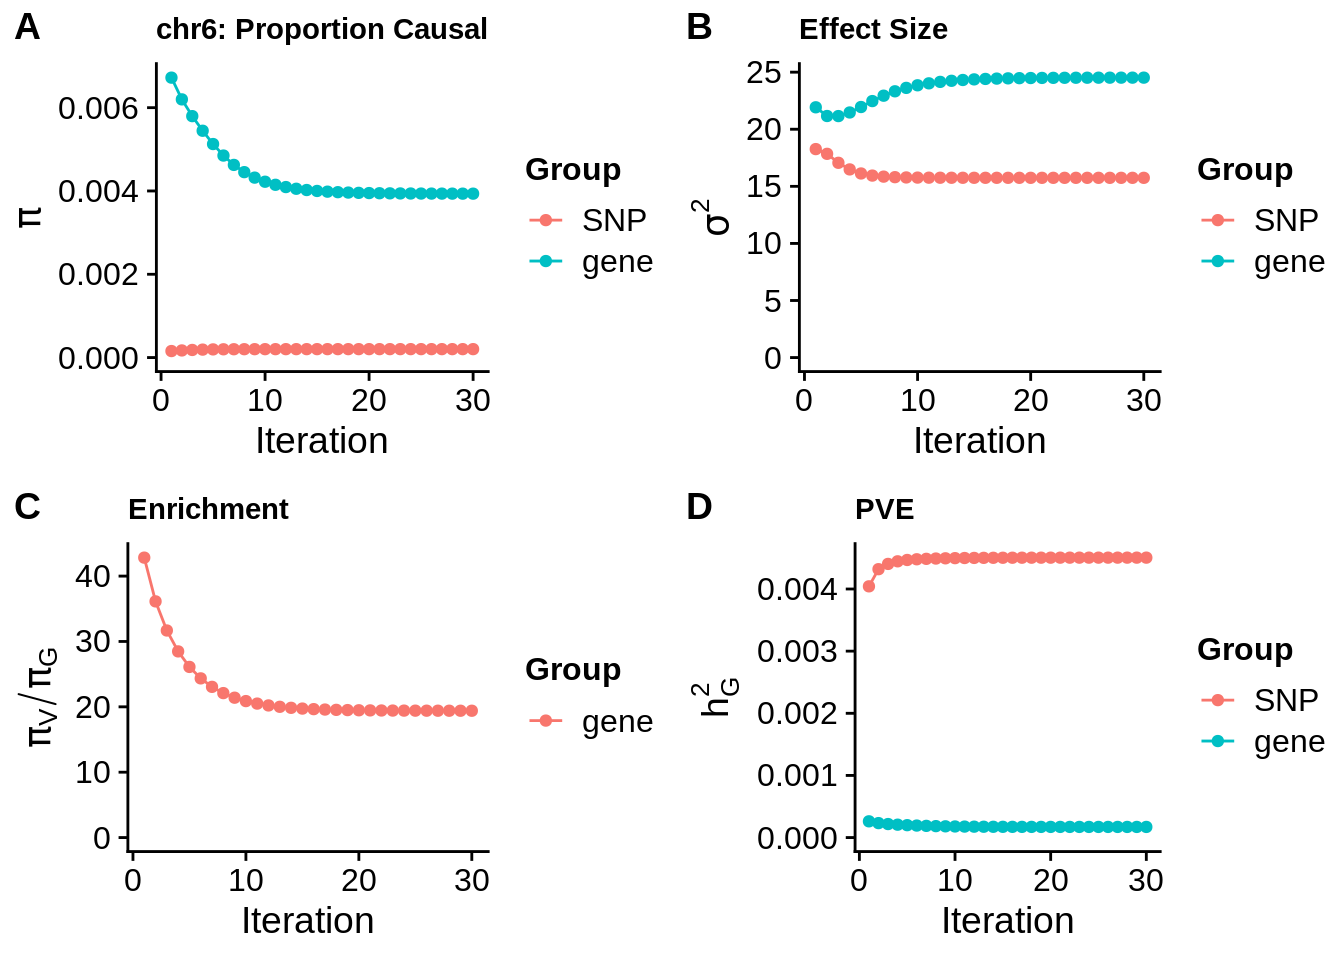 A
chr6: Proportion Causal
π
0.006
0.004
0.002
0.000
0
10
20
30
Iteration
Group
SNP
gene
B
Effect Size
σ²
25
20
15
10
5
0
0
10
20
30
Iteration
Group
SNP
gene
C
Enrichment
πV/πG
40
30
20
10
0
0
10
20
30
Iteration
Group
gene
D
PVE
h²G
0.004
0.003
0.002
0.001
0.000
0
10
20
30
Iteration
Group
SNP
gene